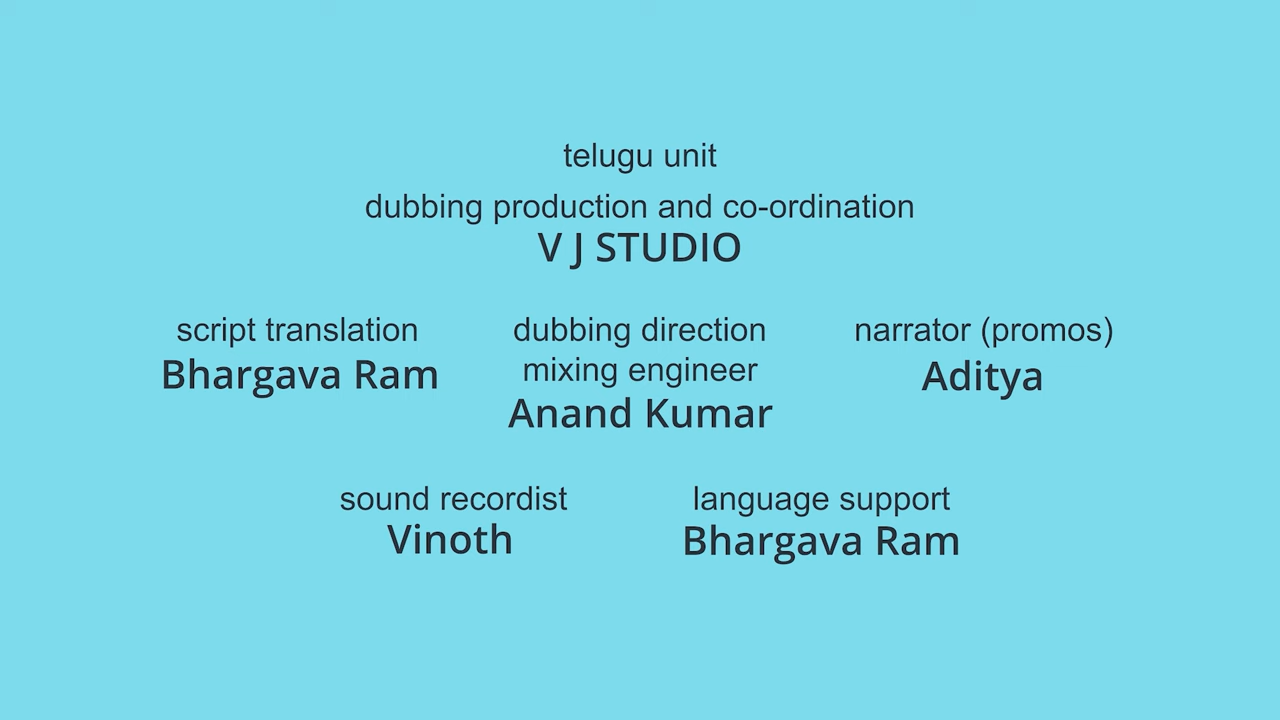 telugu unit
dubbing production and co-ordination
V J STUDIO
script translation
Bhargava Ram
dubbing direction
mixing engineer
Anand Kumar
narrator (promos)
Aditya
sound recordist
Vinoth
language support
Bhargava Ram